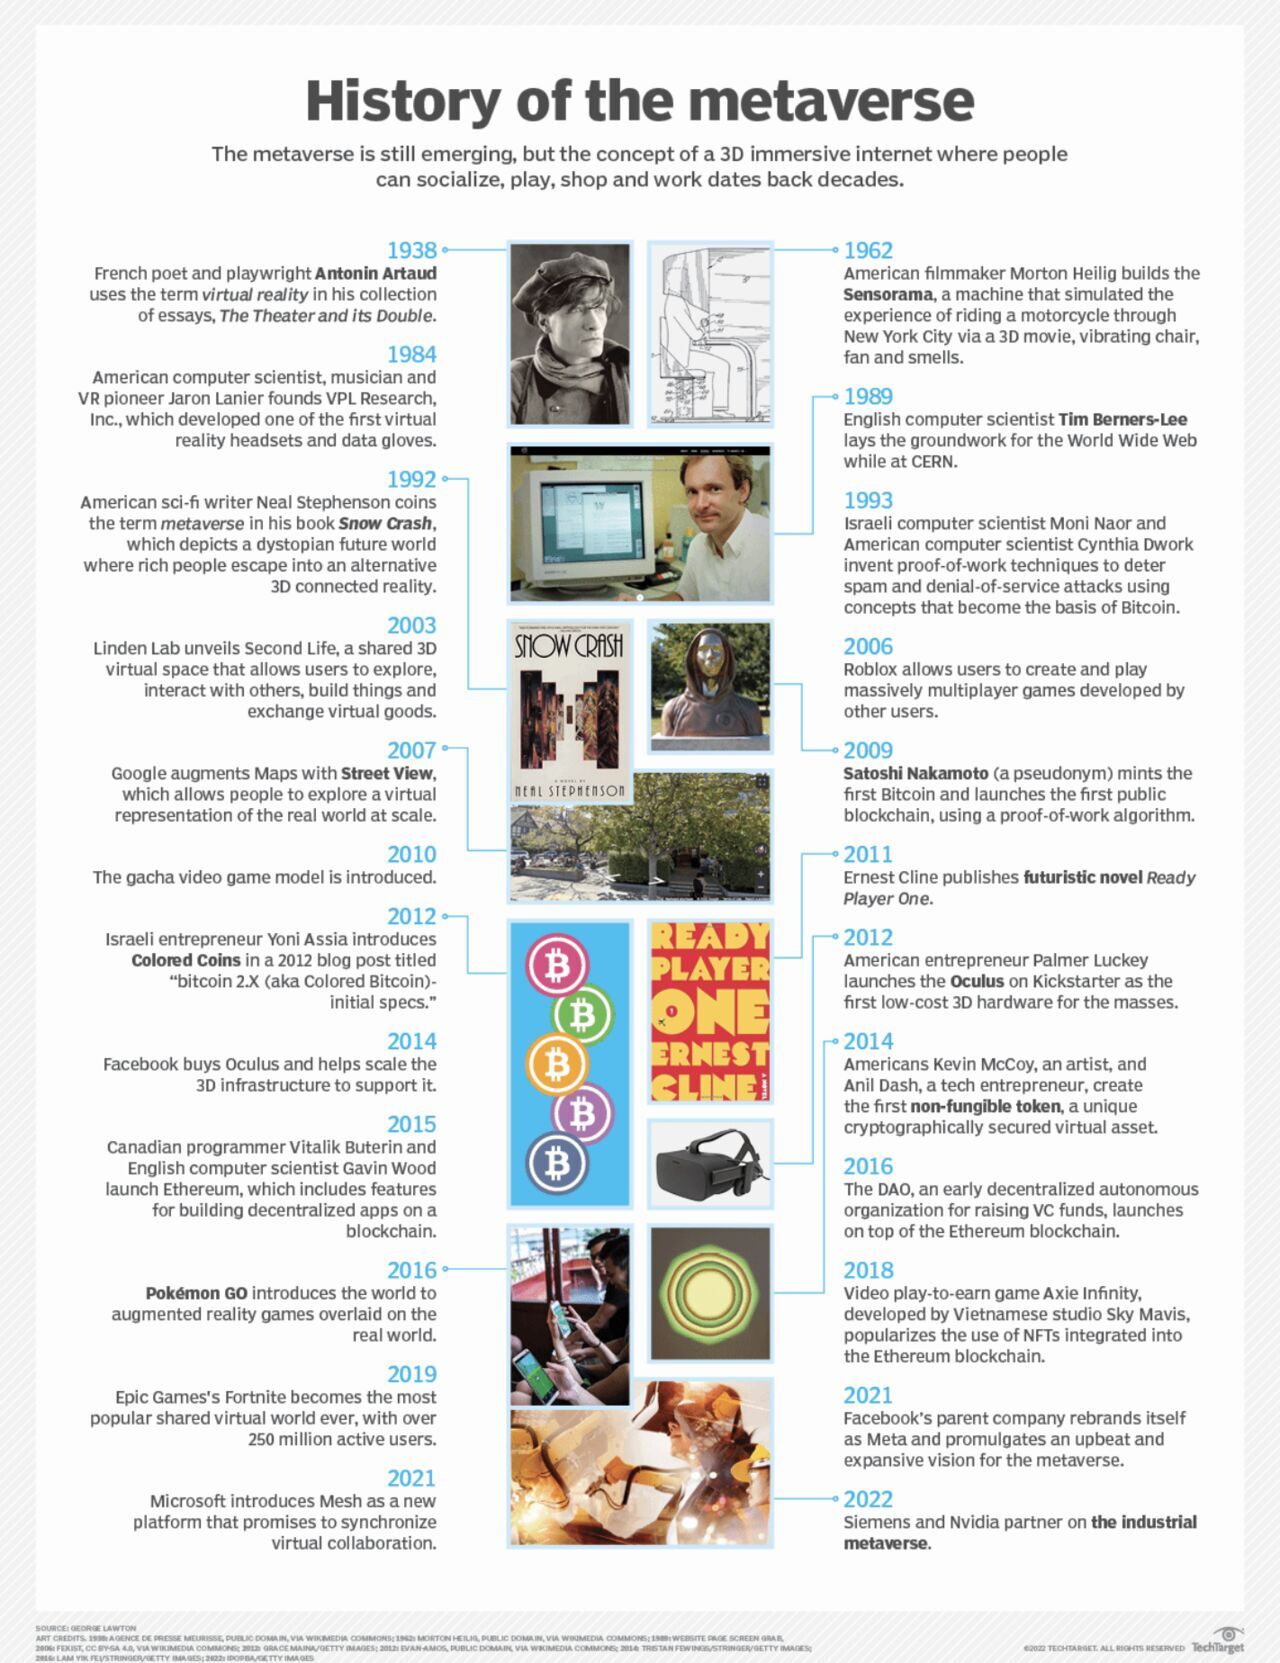 History of the metaverse
The metaverse is still emerging, but the concept of a 3D immersive internet where people
can socialize, play, shop and work dates back decades.
1938
French poet and playwright Antonin Artaud
uses the term virtual reality in his collection
of essays, The Theater and its Double.
1962
American filmmaker Morton Heilig builds the
Sensorama, a machine that simulated the
experience of riding a motorcycle through
New York City via a 3D movie, vibrating chair,
fan and smells.
1984
American computer scientist, musician and
VR pioneer Jaron Lanier founds VPL Research,
Inc., which developed one of the first virtual
reality headsets and data gloves.
1989
English computer scientist Tim Berners-Lee
lays the groundwork for the World Wide Web
while at CERN.
1992
American sci-fi writer Neal Stephenson coins
the term metaverse in his book Snow Crash,
which depicts a dystopian future world
where rich people escape into an alternative
3D connected reality.
1993
Israeli computer scientist Moni Naor and
American computer scientist Cynthia Dwork
invent proof-of-work techniques to deter
spam and denial-of-service attacks using
concepts that become the basis of Bitcoin.
2003
Linden Lab unveils Second Life, a shared 3D
virtual space that allows users to explore,
interact with others, build things and
exchange virtual goods.
SNOW CRASH
A NOVEL BY
NEAL STEPHENSON
2006
Roblox allows users to create and play
massively multiplayer games developed by
other users.
2007
Google augments Maps with Street View,
which allows people to explore a virtual
representation of the real world at scale.
2009
Satoshi Nakamoto (a pseudonym) mints the
first Bitcoin and launches the first public
blockchain, using a proof-of-work algorithm.
2010
The gacha video game model is introduced.
2011
Ernest Cline publishes futuristic novel Ready
Player One.
READY
PLAYER
ONE
ERNEST
CLINE
A NOVEL
2012
Israeli entrepreneur Yoni Assia introduces
Colored Coins in a 2012 blog post titled
“bitcoin 2.X (aka Colored Bitcoin)-
initial specs.”
2012
American entrepreneur Palmer Luckey
launches the Oculus on Kickstarter as the
first low-cost 3D hardware for the masses.
2014
Facebook buys Oculus and helps scale the
3D infrastructure to support it.
2014
Americans Kevin McCoy, an artist, and
Anil Dash, a tech entrepreneur, create
the first non-fungible token, a unique
cryptographically secured virtual asset.
2015
Canadian programmer Vitalik Buterin and
English computer scientist Gavin Wood
launch Ethereum, which includes features
for building decentralized apps on a
blockchain.
2016
The DAO, an early decentralized autonomous
organization for raising VC funds, launches
on top of the Ethereum blockchain.
2016
Pokémon GO introduces the world to
augmented reality games overlaid on the
real world.
2018
Video play-to-earn game Axie Infinity,
developed by Vietnamese studio Sky Mavis,
popularizes the use of NFTs integrated into
the Ethereum blockchain.
2019
Epic Games's Fortnite becomes the most
popular shared virtual world ever, with over
250 million active users.
2021
Facebook's parent company rebrands itself
as Meta and promulgates an upbeat and
expansive vision for the metaverse.
2021
Microsoft introduces Mesh as a new
platform that promises to synchronize
virtual collaboration.
2022
Siemens and Nvidia partner on the industrial
metaverse.
SOURCE: GEORGE LAWTON
ART CREDITS. 1938: AGENCE DE PRESSE MEURISSE, PUBLIC DOMAIN, VIA WIKIMEDIA COMMONS; 1962: MORTON HEILIG, PUBLIC DOMAIN, VIA WIKIMEDIA COMMONS; 1989: WEBSITE PAGE SCREEN GRAB,
2006: FEKIST, CC BY-SA 4.0, VIA WIKIMEDIA COMMONS; 2012: GRACE MAINA/GETTY IMAGES; 2012: EVAN-AMOS, PUBLIC DOMAIN, VIA WIKIMEDIA COMMONS; 2014: TRISTAN FEWINGS/STRINGER/GETTY IMAGES;
2016: LAM YIK FEI/STRINGER/GETTY IMAGES; 2022: IPOPBA/GETTY IMAGES
©2022 TECHTARGET. ALL RIGHTS RESERVED TechTarget